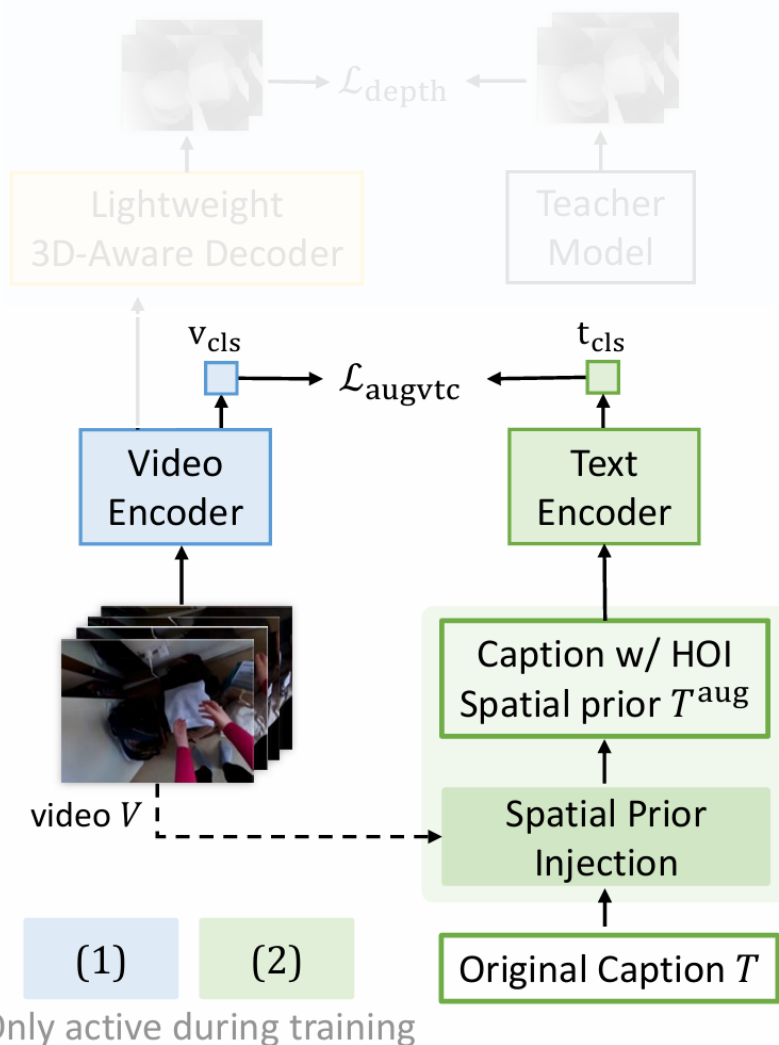 ℒdepth
Lightweight
3D-Aware Decoder
Teacher
Model
vcls
tcls
ℒaugvtc
Video
Encoder
Text
Encoder
Caption w/ HOI
Spatial prior Taug
video V
Spatial Prior
Injection
(1)
(2)
Original Caption T
Only active during training